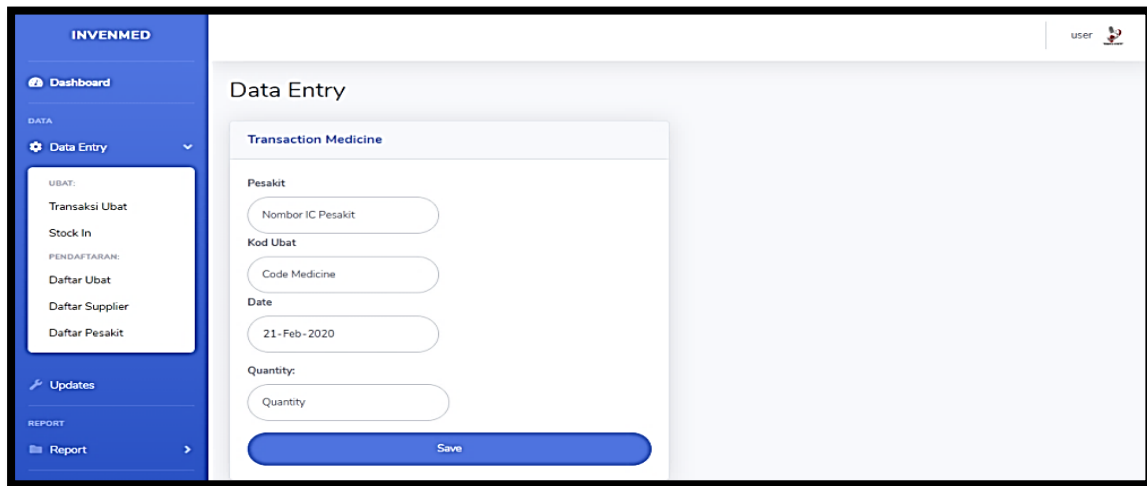 INVENMED
Dashboard
DATA
Data Entry
UBAT:
Transaksi Ubat
Stock In
PENDAFTARAN:
Daftar Ubat
Daftar Supplier
Daftar Pesakit
Updates
REPORT
Report
user
Data Entry
Transaction Medicine
Pesakit
Nombor IC Pesakit
Kod Ubat
Code Medicine
Date
21-Feb-2020
Quantity:
Quantity
Save